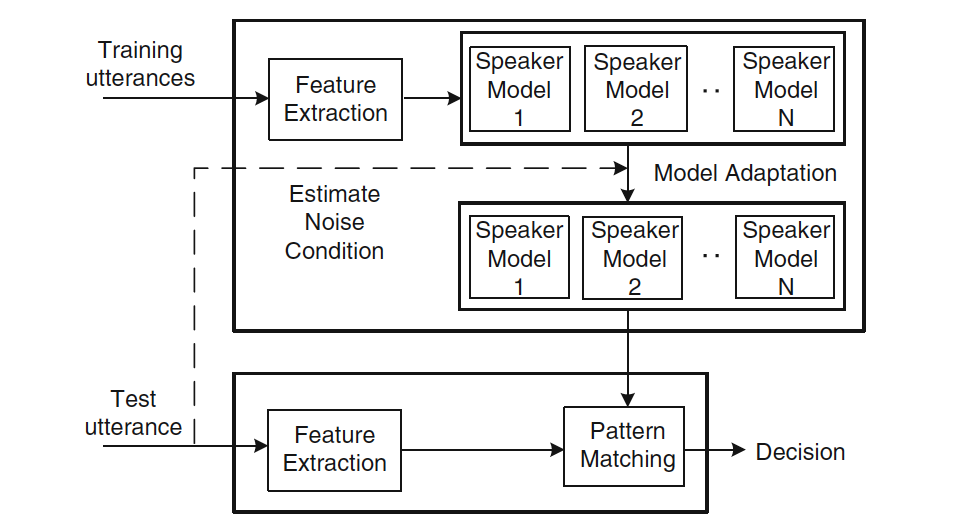 Training
utterances
Feature
Extraction
Speaker
Model
1
Speaker
Model
2
..
Speaker
Model
N
Model Adaptation
Estimate
Noise
Condition
Speaker
Model
1
Speaker
Model
2
..
Speaker
Model
N
Test
utterance
Feature
Extraction
Pattern
Matching
Decision